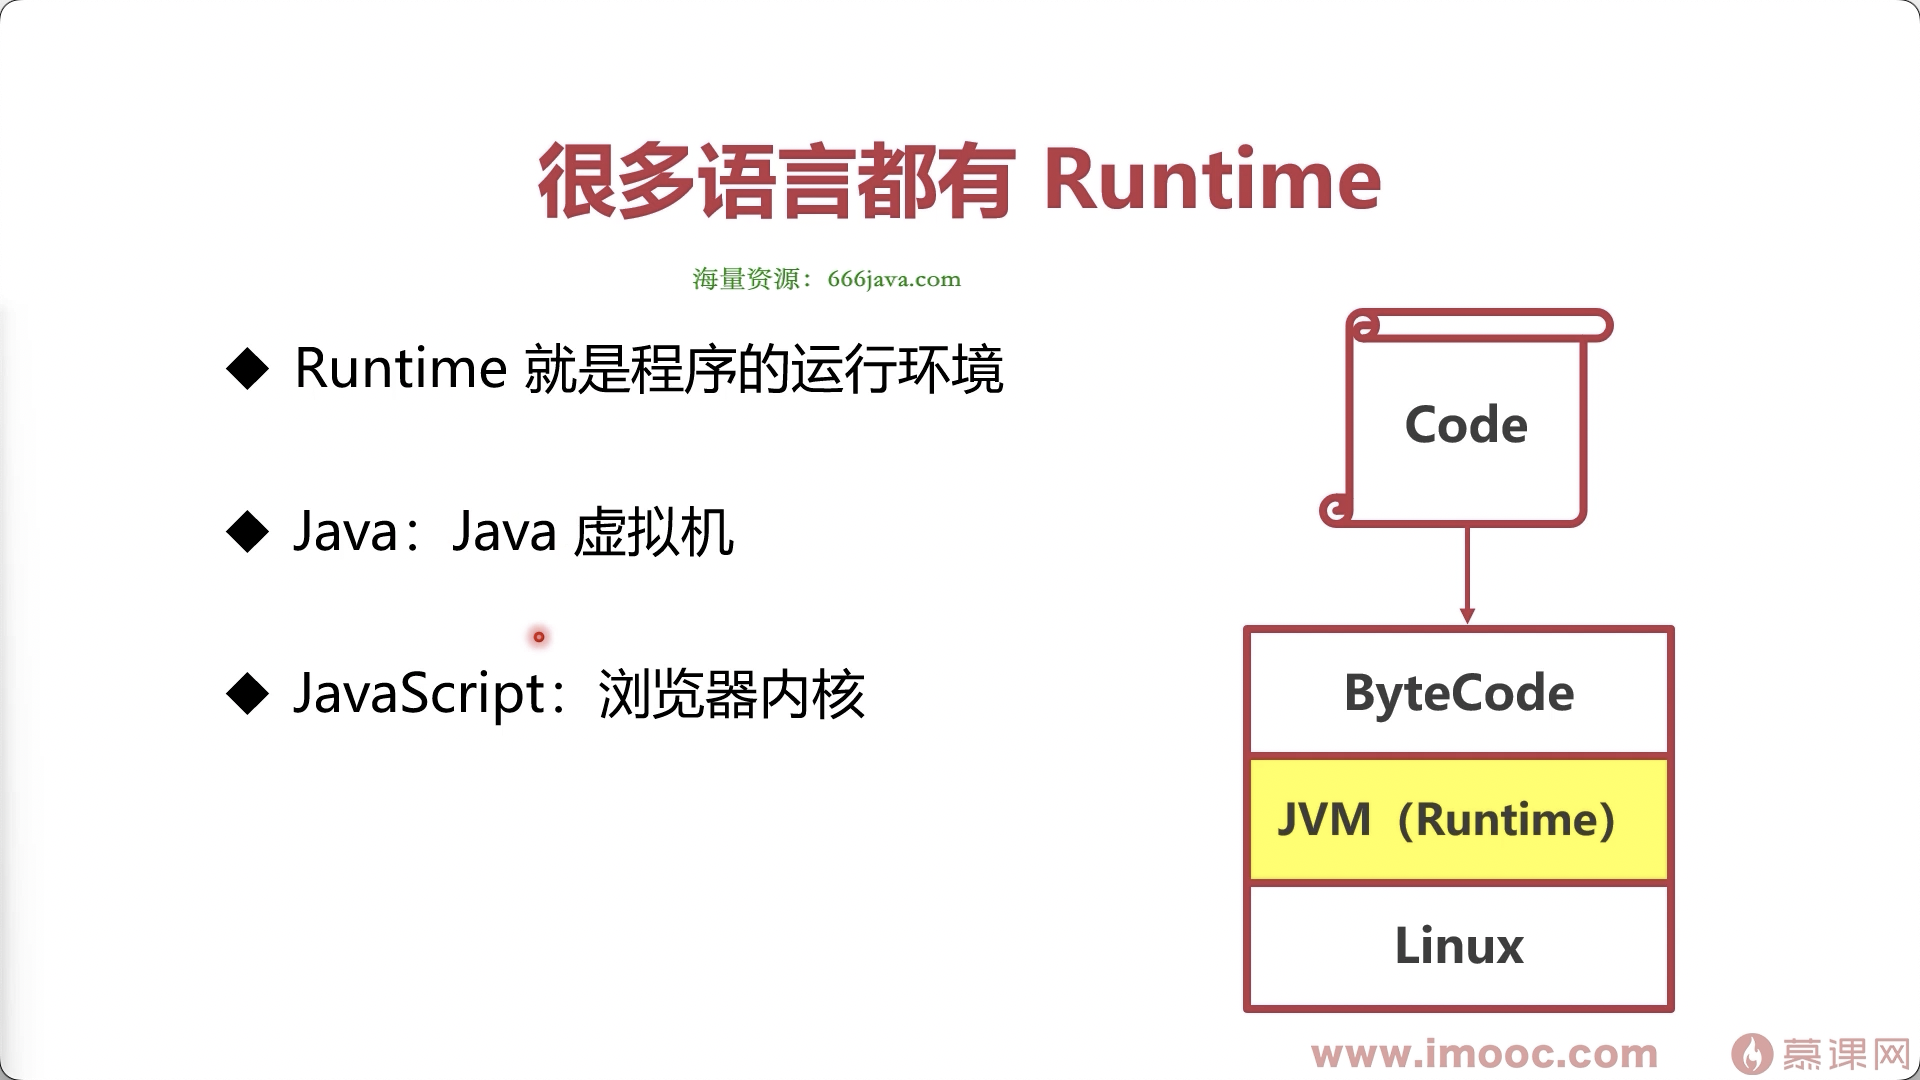 很多语言都有 Runtime
海量资源：666java.com
◆ Runtime 就是程序的运行环境
◆ Java：Java 虚拟机
◆ JavaScript：浏览器内核
Code
ByteCode
JVM（Runtime）
Linux
www.imooc.com
慕课网